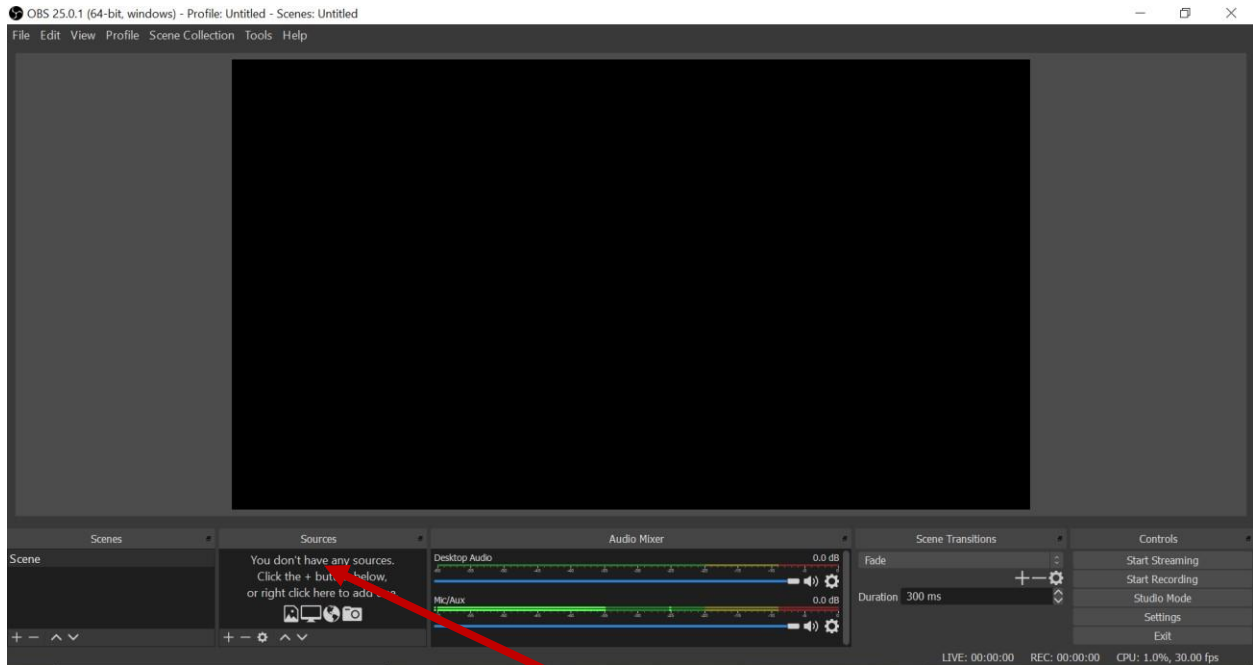 OBS 25.0.1 (64-bit, windows) - Profile: Untitled - Scenes: Untitled
File Edit View Profile Scene Collection Tools Help
Scenes
Scene
Sources
You don't have any sources.
Click the + button below,
or right click here to add one.
Audio Mixer
Desktop Audio 0.0 dB
Mic/Aux 0.0 dB
Scene Transitions
Fade
Duration 300 ms
Controls
Start Streaming
Start Recording
Studio Mode
Settings
Exit
LIVE: 00:00:00 REC: 00:00:00 CPU: 1.0%, 30.00 fps